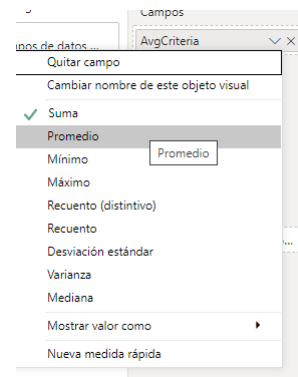 Campos
AvgCriteria
pos de datos ...
Quitar campo
Cambiar nombre de este objeto visual
Suma
Promedio
Promedio
Mínimo
Máximo
Recuento (distintivo)
Recuento
Desviación estándar
Varianza
Mediana
Mostrar valor como
Nueva medida rápida